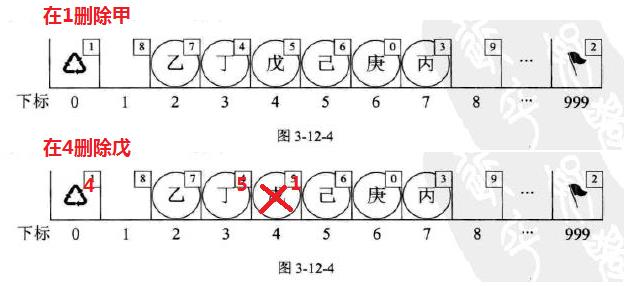 在1删除甲
1 8 7 4 5 6 0 3 9 2
乙 丁 戊 己 庚 丙 ···
下标 0 1 2 3 4 5 6 7 8 ··· 999
图 3-12-4
在4删除戊
1 8 7 4 5 6 0 3 9 2
4 5 1
乙 丁 己 庚 丙 ···
下标 0 1 2 3 4 5 6 7 8 ··· 999
图 3-12-4